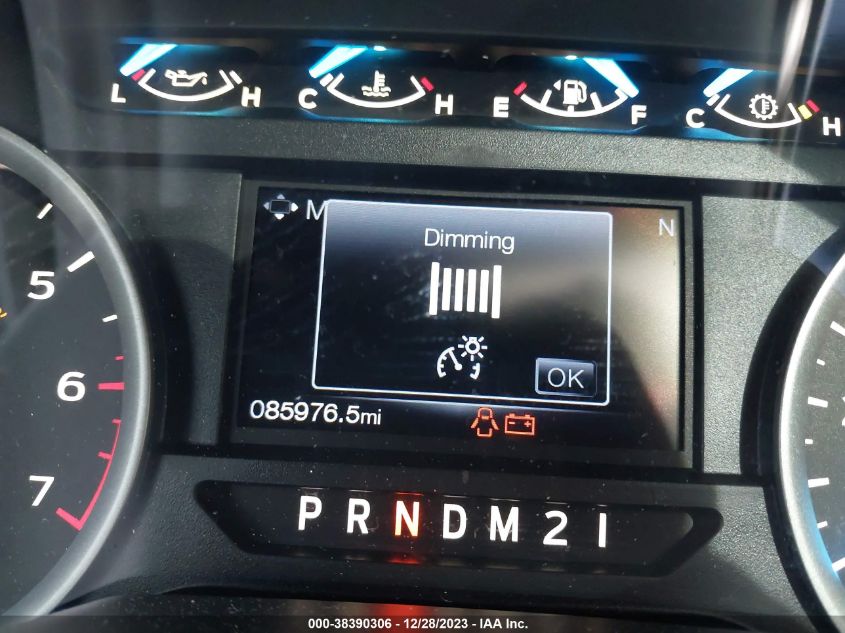 L H C H E F C H
5
6
7
M
N
Dimming
OK
085976.5mi
P R N D M 2 1
000-38390306 - 12/28/2023 - IAA Inc.